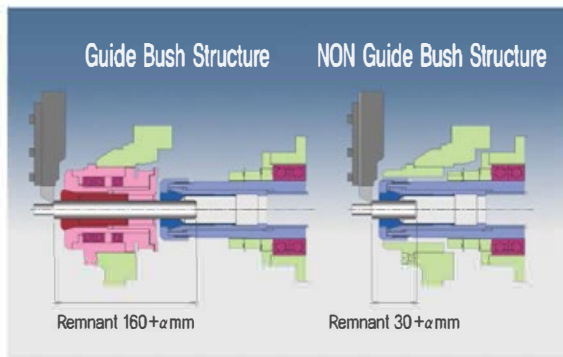 Guide Bush Structure
NON Guide Bush Structure
Remnant 160+αmm
Remnant 30+αmm